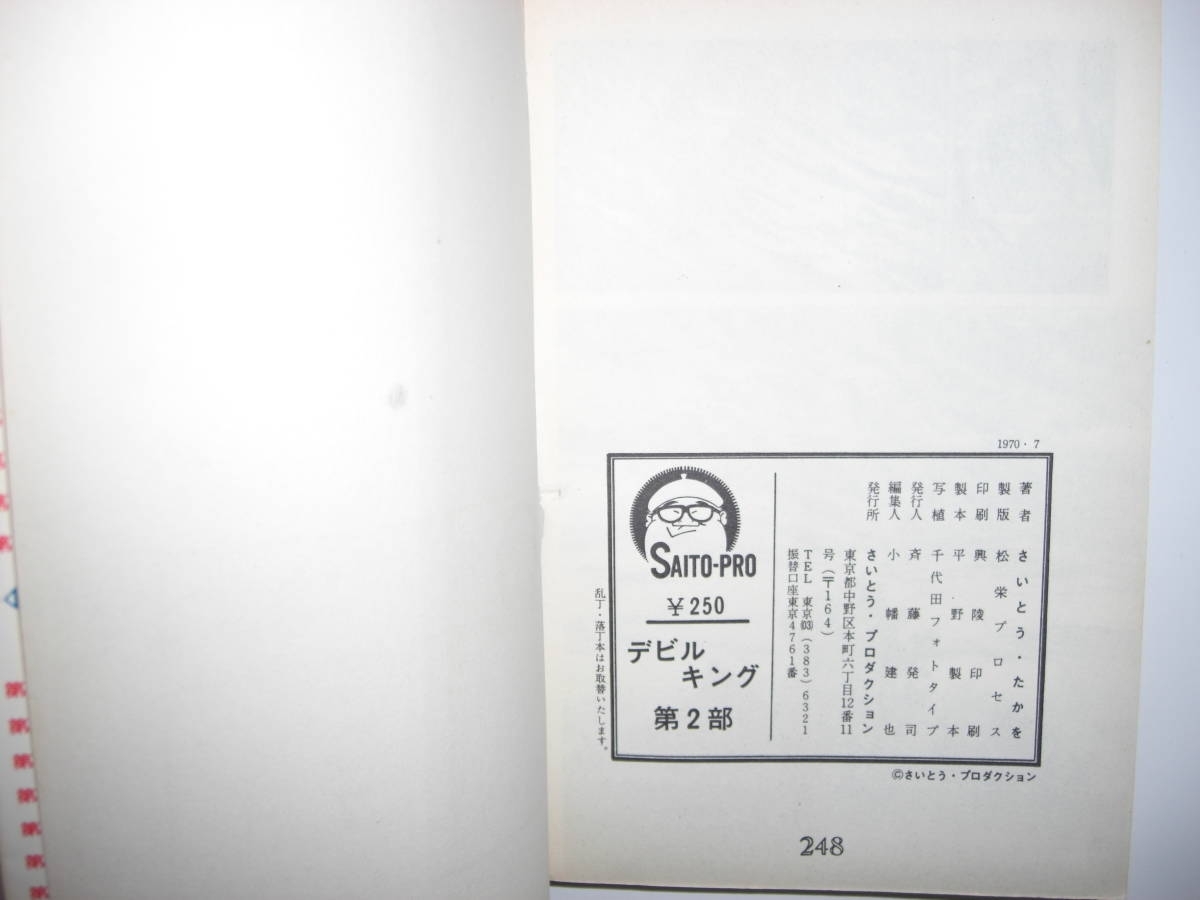 1970・7
著者 さいとう・たかを
製版 松栄プロセス
印刷 興陵印刷
製本 平野製本
写植 千代田フォトタイプ
発行人 斉藤発司
編集人 小幡建也
発行所 さいとう・プロダクション
東京都中野区本町六丁目12番11
号(〒164)
TEL 東京(03)(383)6321
振替口座東京4761番
SAITO-PRO
¥250
デビル
キング
第2部
乱丁・落丁本はお取替いたします。
©さいとう・プロダクション
248
第
第
第
第
第
第
第